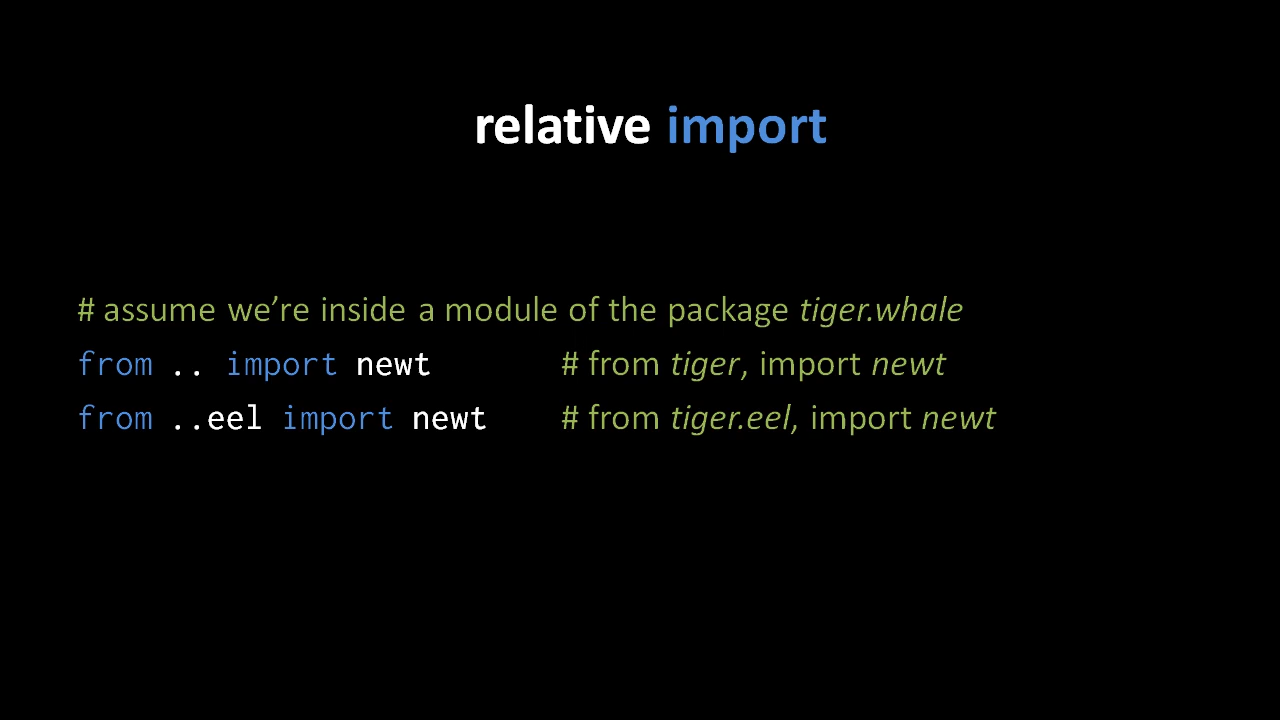 relative import
# assume we’re inside a module of the package tiger.whale
from .. import newt # from tiger, import newt
from ..eel import newt # from tiger.eel, import newt